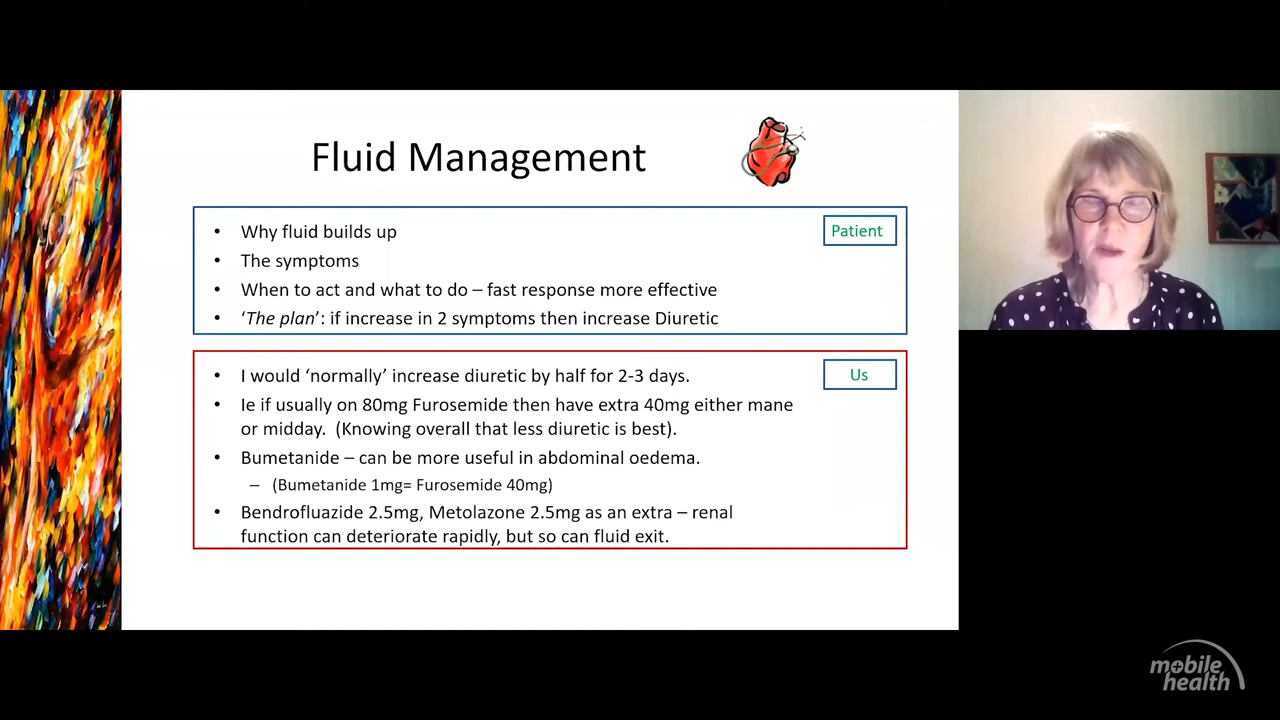 Fluid Management
• Why fluid builds up
Patient
• The symptoms
• When to act and what to do – fast response more effective
• ‘The plan’: if increase in 2 symptoms then increase Diuretic
• I would ‘normally’ increase diuretic by half for 2-3 days.
Us
• Ie if usually on 80mg Furosemide then have extra 40mg either mane
or midday. (Knowing overall that less diuretic is best).
• Bumetanide – can be more useful in abdominal oedema.
– (Bumetanide 1mg= Furosemide 40mg)
• Bendrofluazide 2.5mg, Metolazone 2.5mg as an extra – renal
function can deteriorate rapidly, but so can fluid exit.
mobile
health